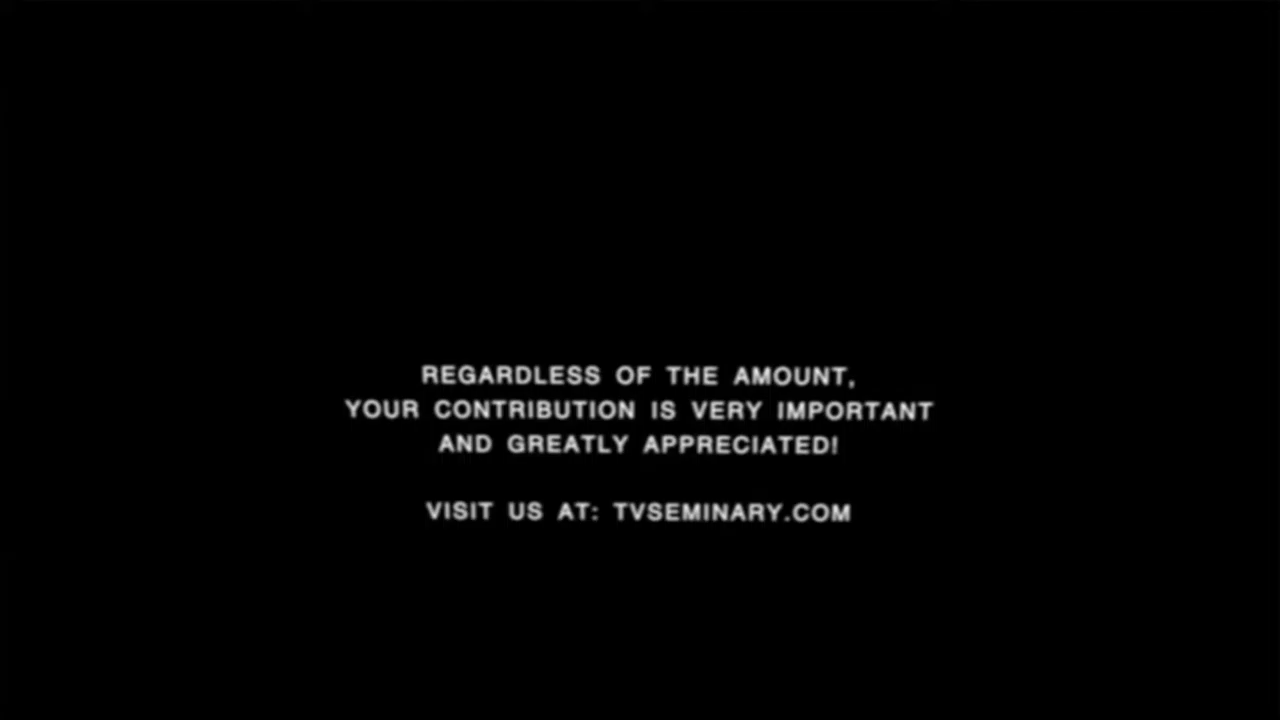 REGARDLESS OF THE AMOUNT,
YOUR CONTRIBUTION IS VERY IMPORTANT
AND GREATLY APPRECIATED!
VISIT US AT: TVSEMINARY.COM